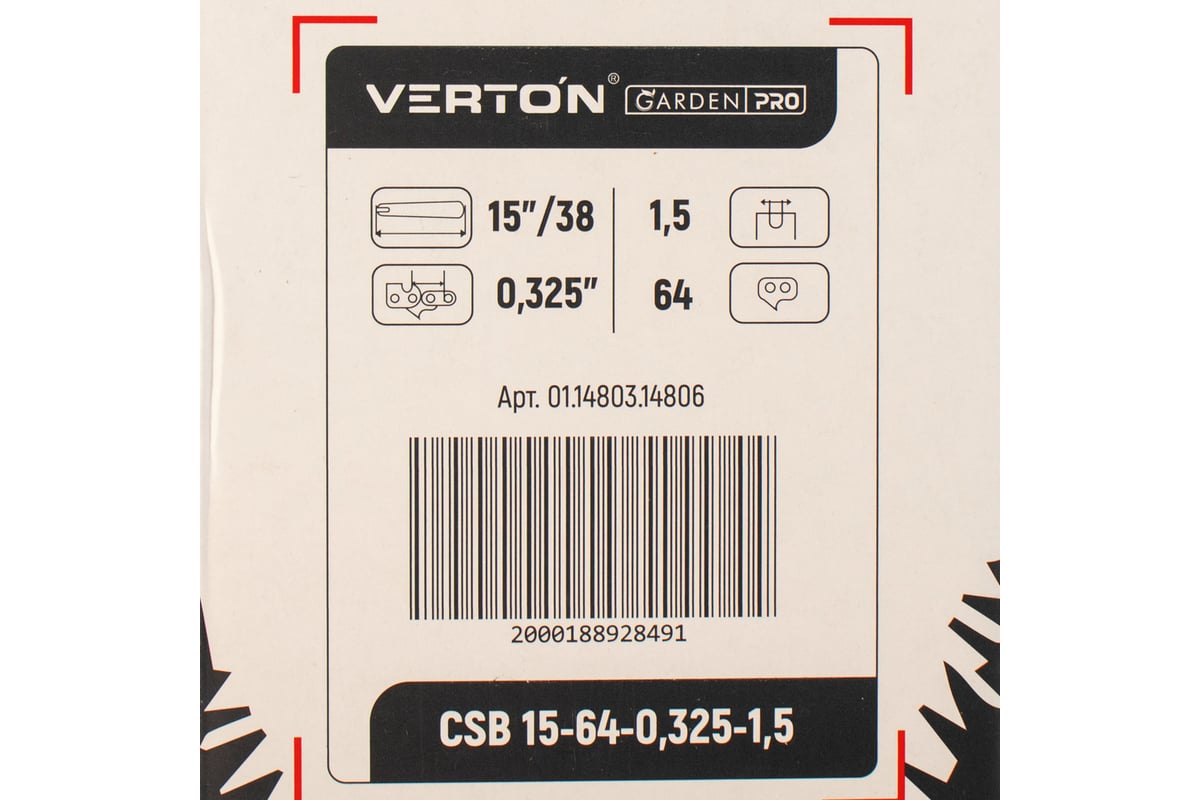 VERTÓN® GARDEN PRO
15"/38 1,5
0,325" 64
Арт. 01.14803.14806
2000188928491
CSB 15-64-0,325-1,5